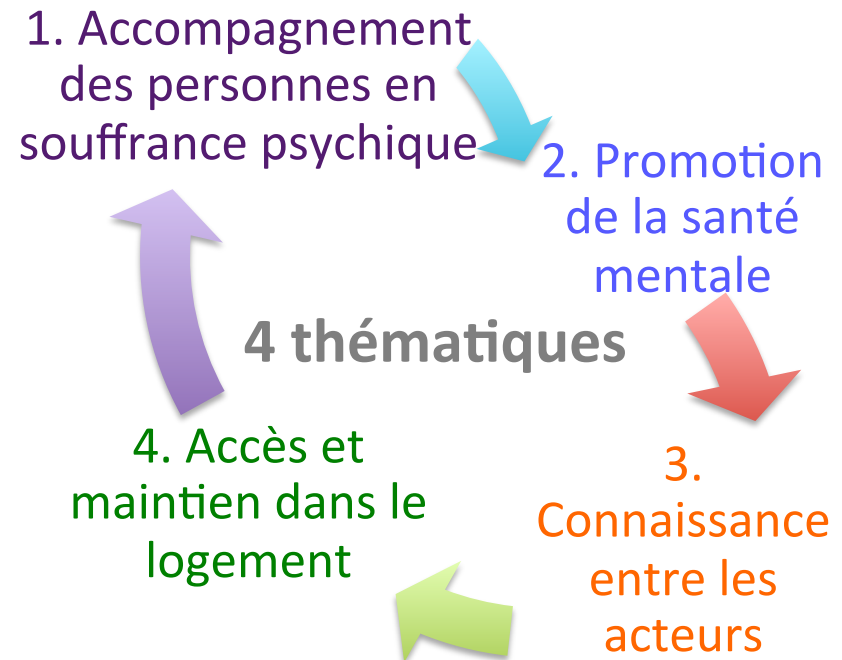 1. Accompagnement
des personnes en
souffrance psychique
2. Promotion
de la santé
mentale
4 thématiques
3.
Connaissance
entre les
acteurs
4. Accès et
maintien dans le
logement